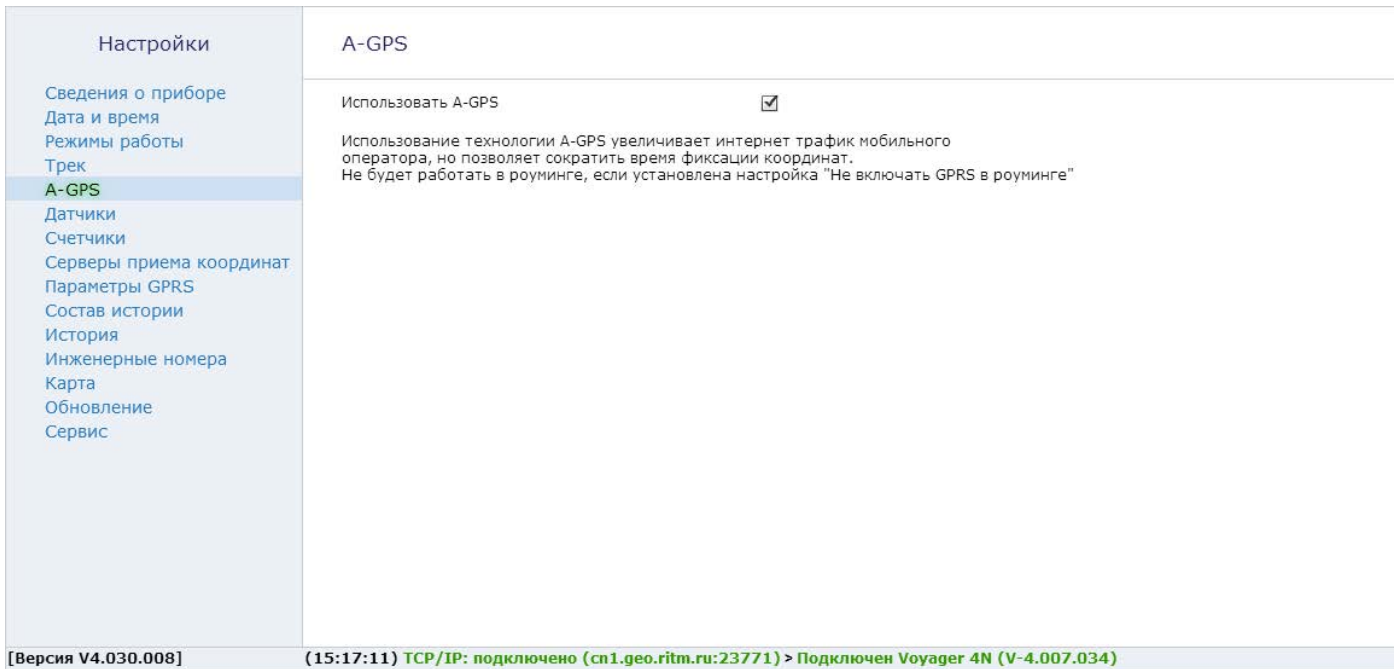 Настройки
Сведения о приборе
Дата и время
Режимы работы
Трек
A-GPS
Датчики
Счетчики
Серверы приема координат
Параметры GPRS
Состав истории
История
Инженерные номера
Карта
Обновление
Сервис
A-GPS
Использовать A-GPS
Использование технологии A-GPS увеличивает интернет трафик мобильного
оператора, но позволяет сократить время фиксации координат.
Не будет работать в роуминге, если установлена настройка "Не включать GPRS в роуминге"
[Версия V4.030.008]
(15:17:11) TCP/IP: подключено (cn1.geo.ritm.ru:23771) > Подключен Voyager 4N (V-4.007.034)